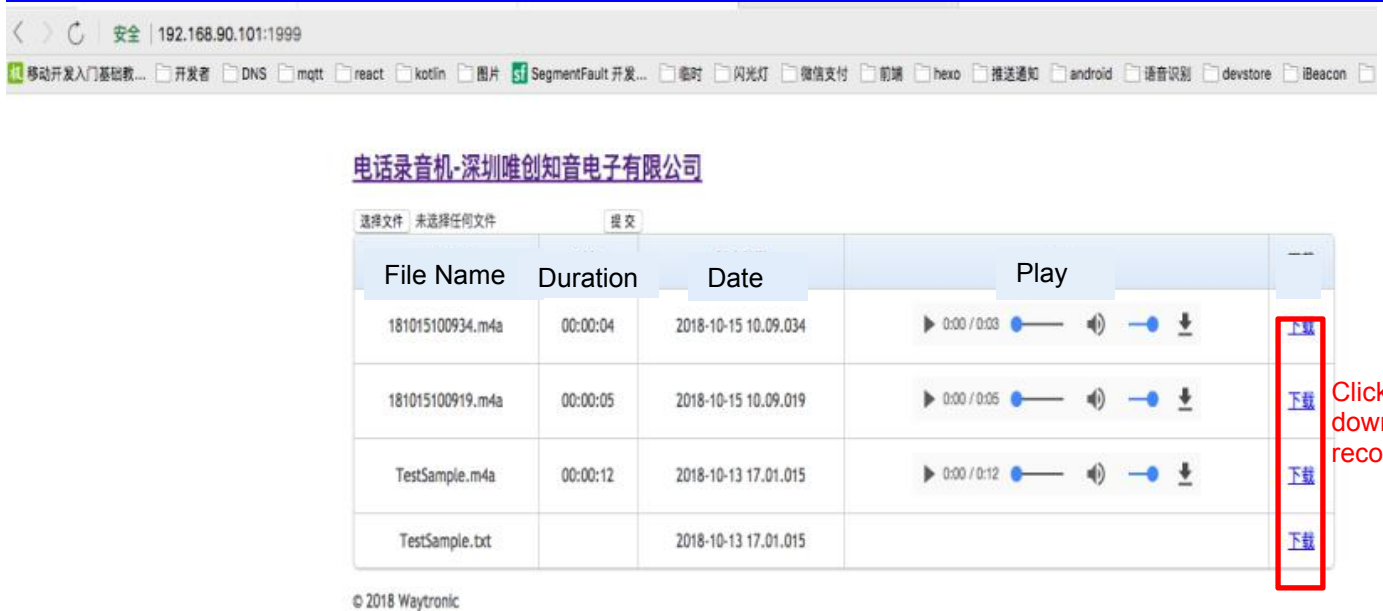 安全 192.168.90.101:1999
移动开发入门基础教... 开发者 DNS mqtt react kotlin 图片 sf SegmentFault 开发... 临时 闪光灯 微信支付 前端 hexo 推送通知 android 语音识别 devstore iBeacon
电话录音机-深圳唯创知音电子有限公司
选择文件 未选择任何文件 提交
File Name Duration Date Play
181015100934.m4a 00:00:04 2018-10-15 10.09.034 0:00 / 0:03 下载
181015100919.m4a 00:00:05 2018-10-15 10.09.019 0:00 / 0:05 下载
TestSample.m4a 00:00:12 2018-10-13 17.01.015 0:00 / 0:12 下载
TestSample.txt 2018-10-13 17.01.015 下载
Click
down
reco
© 2018 Waytronic